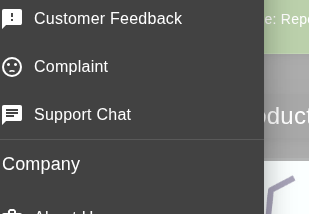 Customer Feedback
Complaint
Support Chat
Company